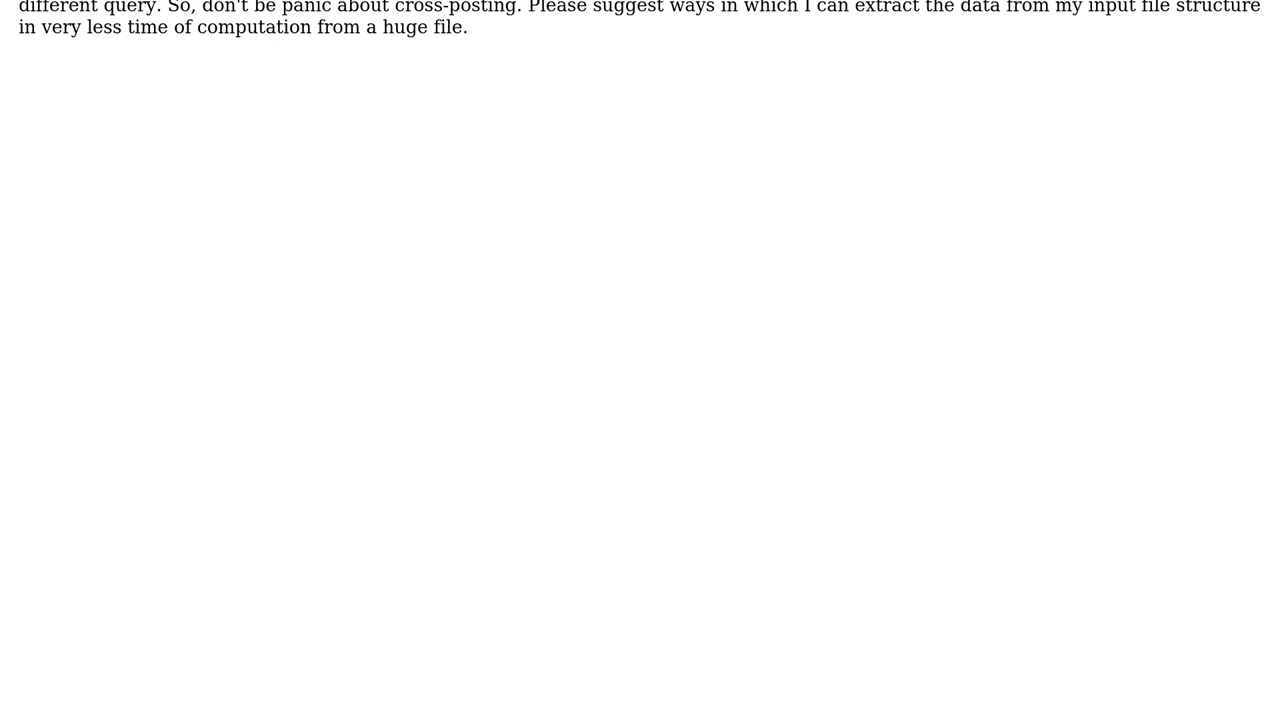 different query. So, don't be panic about cross-posting. Please suggest ways in which I can extract the data from my input file structure
in very less time of computation from a huge file.